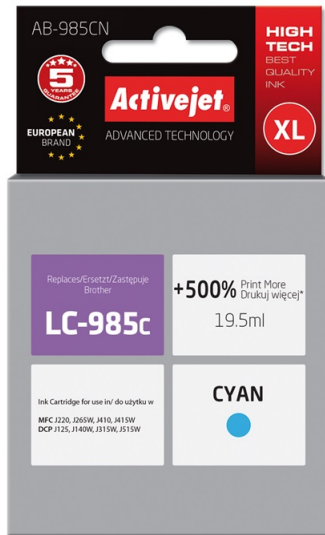 AB-985CN
HIGH
TECH
BEST
QUALITY
INK
5
YEARS
GUARANTEE
Activejet®
EUROPEAN
BRAND
ADVANCED TECHNOLOGY
XL
Replaces/Ersetzt/Zastępuje
Brother
LC-985c
+500% Print More
Drukuj więcej*
19.5ml
Ink Cartridge for use in/ do użytku w
MFC J220, J265W, J410, J415W
DCP J125, J140W, J315W, J515W
CYAN